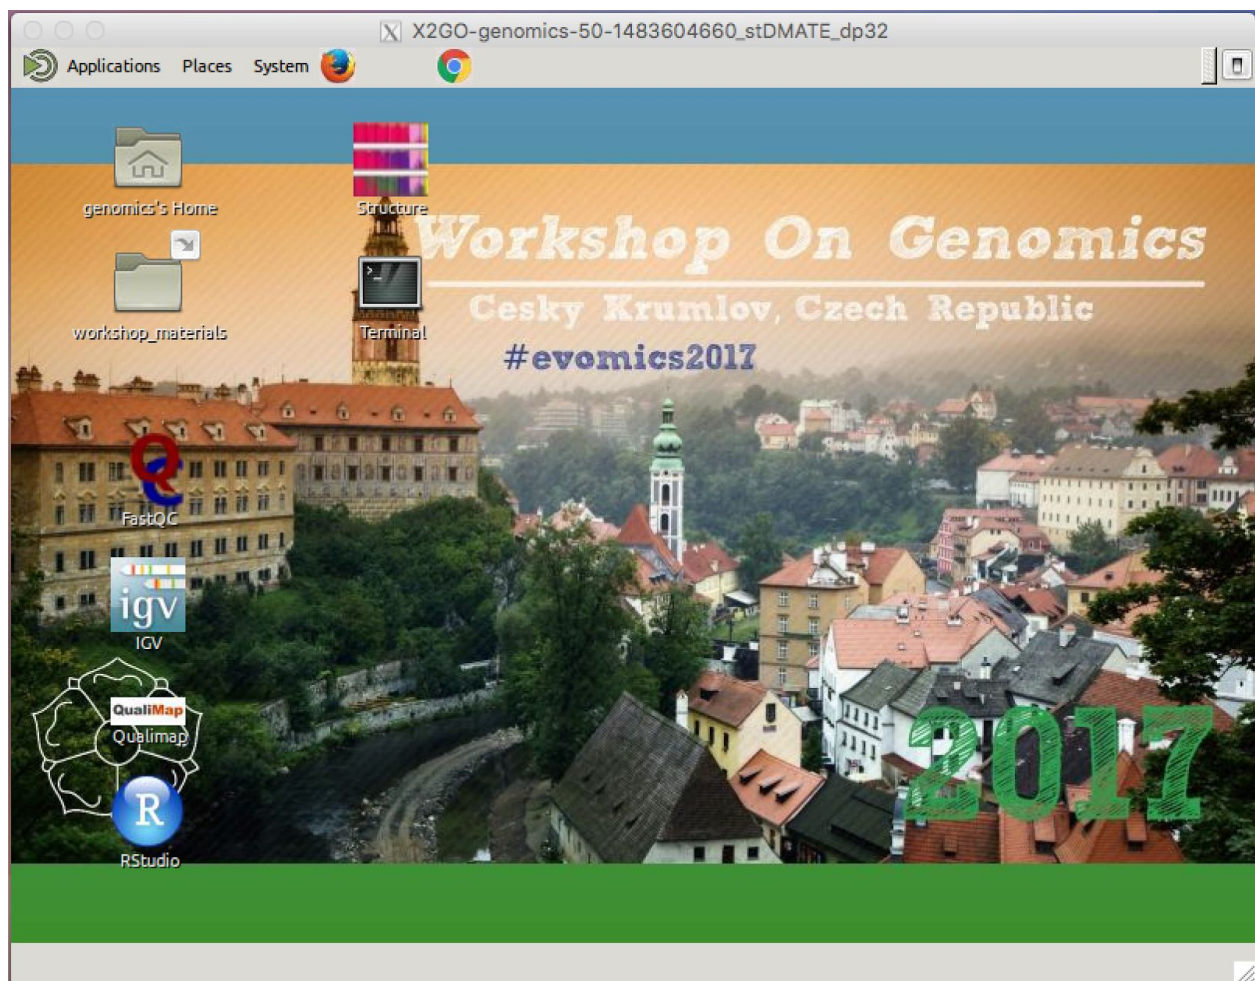 X2GO-genomics-50-1483604660_stDMATE_dp32
Applications Places System
genomics's Home
Structure
Workshop On Genomics
workshop_materials
Terminal
Cesky Krumlov, Czech Republic
#evomics2017
QC
FastQC
igv
IGV
QualiMap
Qualimap
R
RStudio
2017